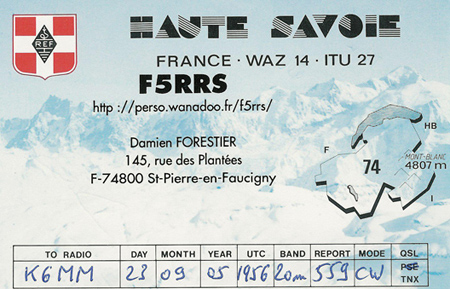 REF
HAUTE SAVOIE
FRANCE · WAZ 14 · ITU 27
F5RRS
http://perso.wanadoo.fr/f5rrs/
Damien FORESTIER
145, rue des Plantées
F-74800 St-Pierre-en-Faucigny
HB
F
74
MONT-BLANC
4807 m
I
TO RADIO DAY MONTH YEAR UTC BAND REPORT MODE QSL
K6MM 23 09 05 1956 20m 559 CW PSE
TNX